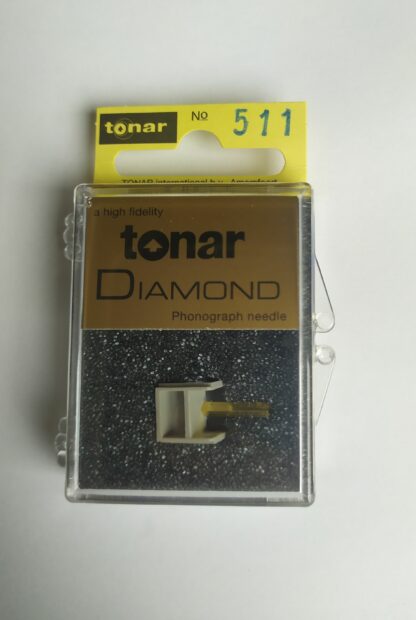 tonar
No 511
TONAR international b.v. Amersfoort
a high fidelity
tonar
DIAMOND
Phonograph needle